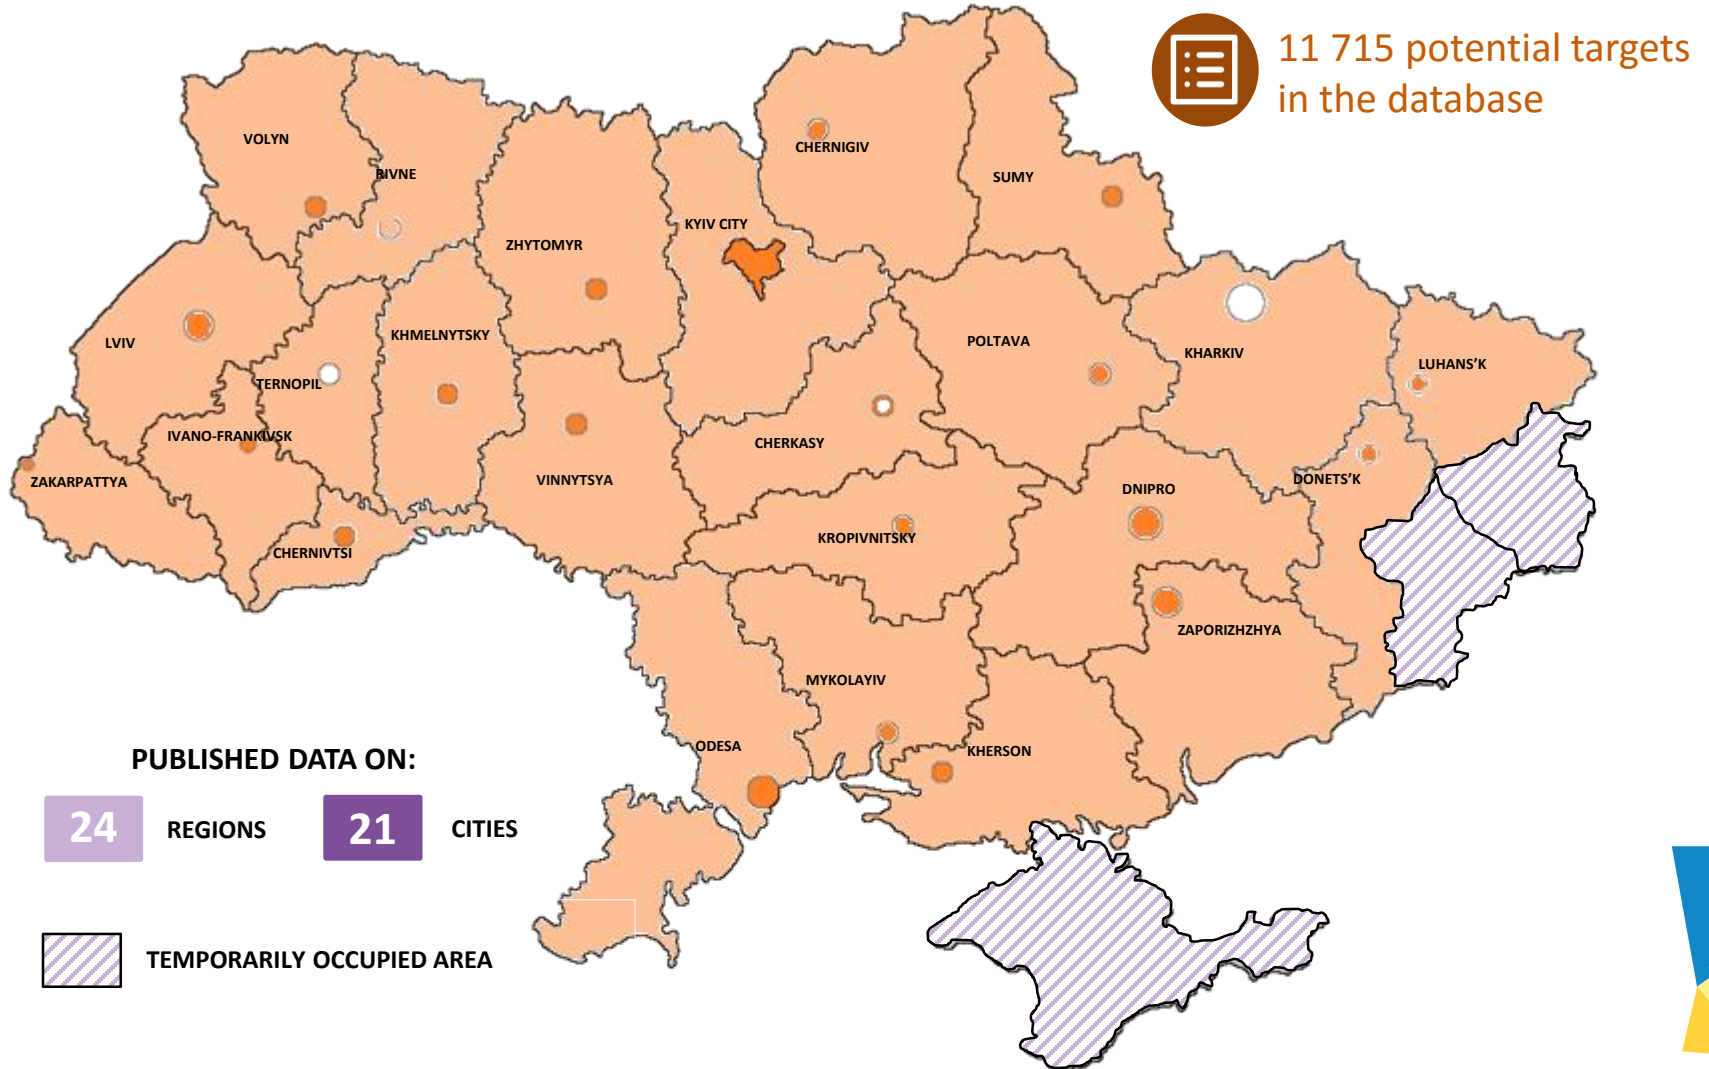 11 715 potential targets
in the database
VOLYN
RIVNE
CHERNIGIV
SUMY
KYIV CITY
ZHYTOMYR
LVIV
KHMELNYTSKY
TERNOPIL
POLTAVA
KHARKIV
LUHANS'K
IVANO-FRANKIVSK
CHERKASY
ZAKARPATTYA
VINNYTSYA
DNIPRO
DONETS'K
CHERNIVTSI
KROPIVNITSKY
ZAPORIZHZHYA
MYKOLAYIV
ODESA
KHERSON
PUBLISHED DATA ON:
24 REGIONS 21 CITIES
TEMPORARILY OCCUPIED AREA